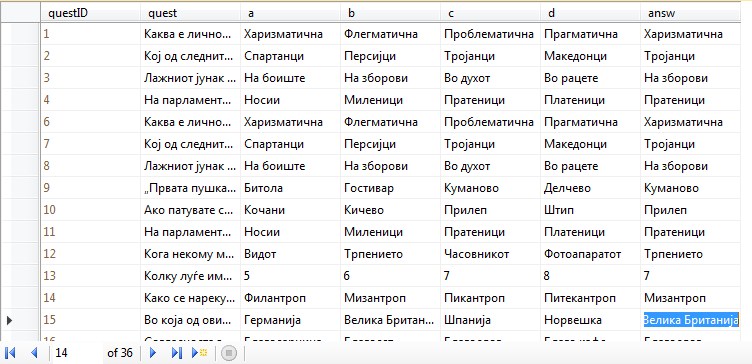 questID quest a b c d answ
1 Каква е лично... Харизматична Флегматична Проблематична Прагматична Харизматична
2 Кој од следнит... Спартанци Персијци Тројанци Македонци Тројанци
3 Лажниот јунак ... На боиште На зборови Во духот Во рацете На зборови
4 На парламент... Носии Миленици Пратеници Платеници Пратеници
6 Каква е лично... Харизматична Флегматична Проблематична Прагматична Харизматична
7 Кој од следнит... Спартанци Персијци Тројанци Македонци Тројанци
8 Лажниот јунак ... На боиште На зборови Во духот Во рацете На зборови
9 „Првата пушка... Битола Гостивар Куманово Делчево Куманово
10 Ако патувате с... Кочани Кичево Прилеп Штип Прилеп
11 На парламент... Носии Миленици Пратеници Платеници Пратеници
12 Кога некому м... Видот Трпението Часовникот Фотоапаратот Трпението
13 Колку луѓе им... 5 6 7 8 7
14 Како се нареку... Филантроп Мизантроп Пикантроп Питекантроп Мизантроп
15 Во која од ови... Германија Велика Британ... Шпанија Норвешка Велика Британија
14 of 36